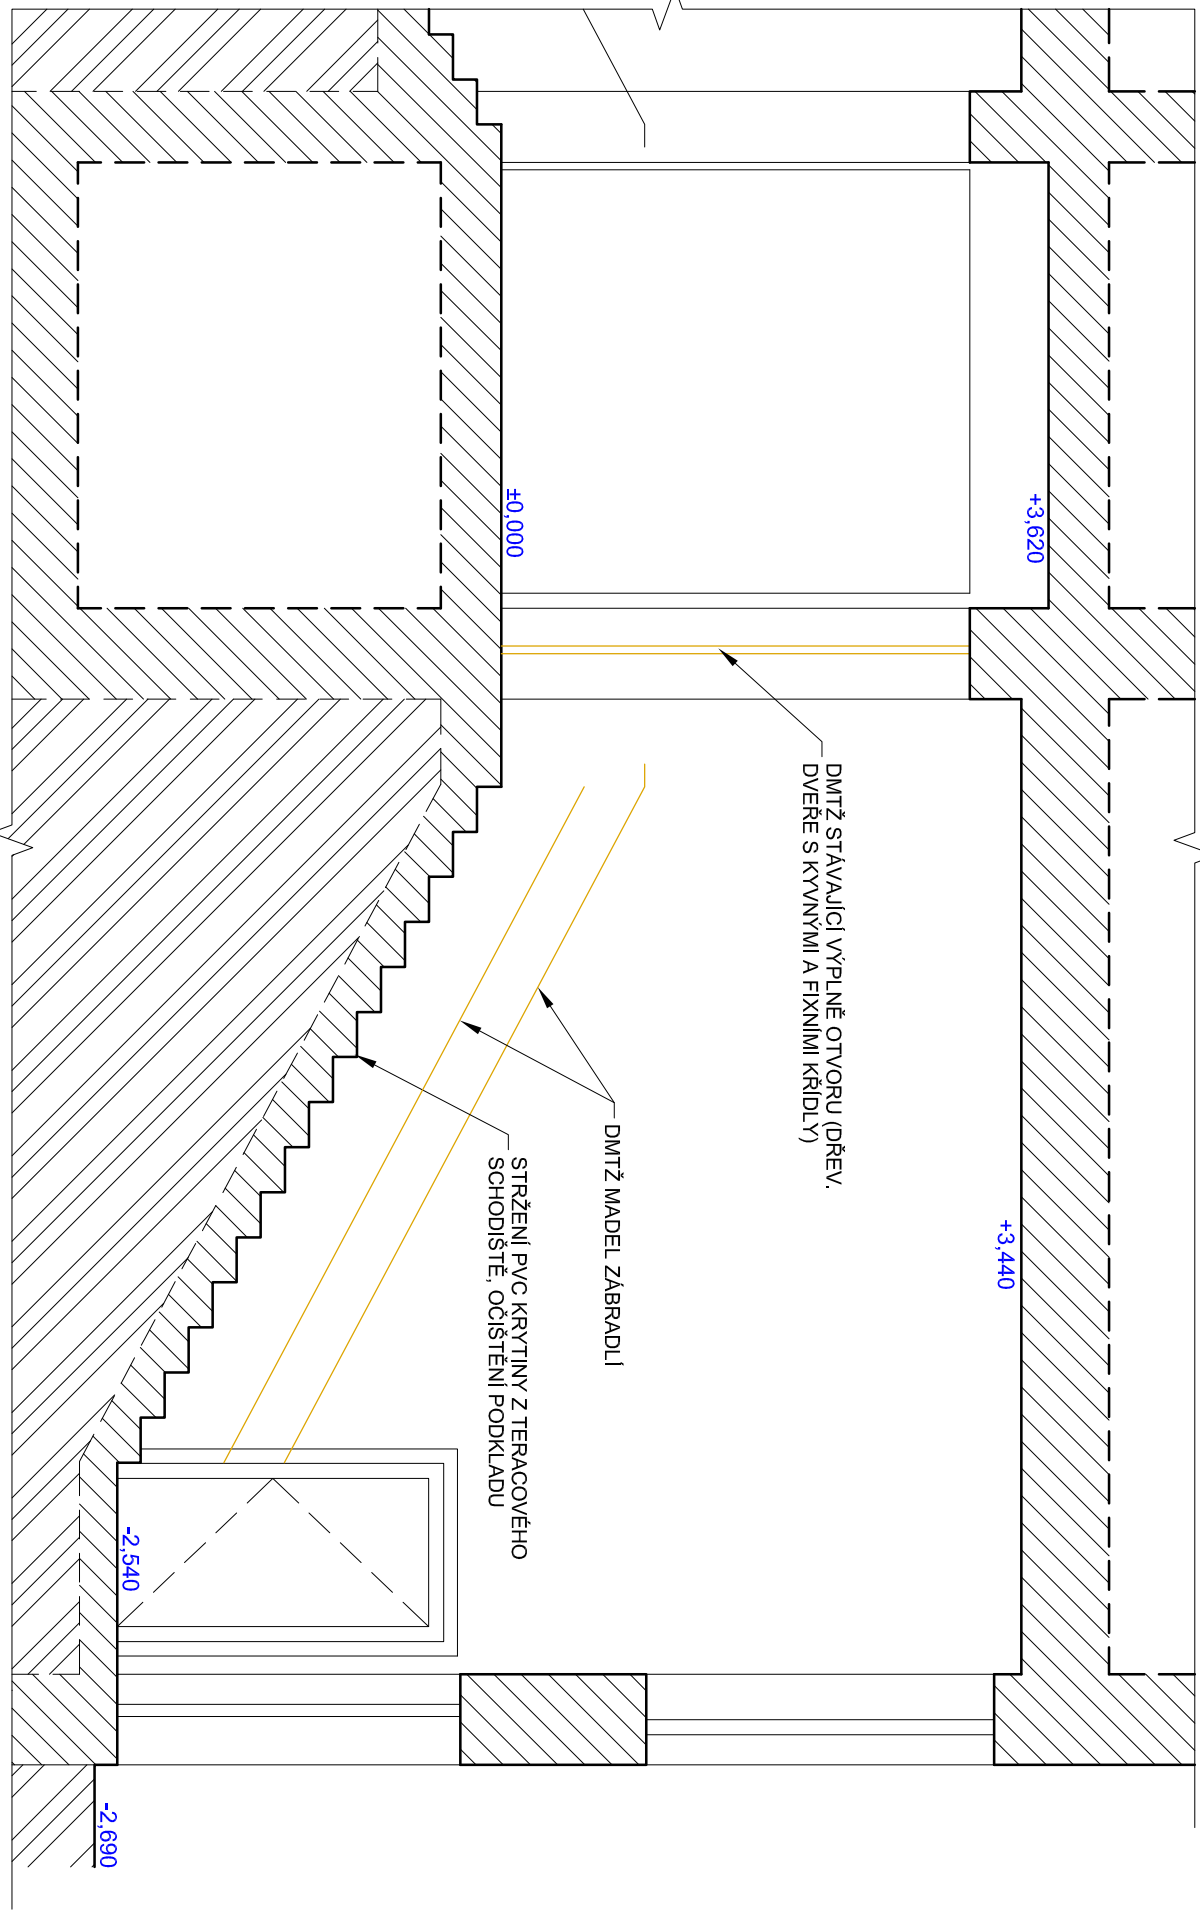 +3,620
+3,440
DMTŽ STÁVAJÍCÍ VÝPLNĚ OTVORU (DŘEV.
DVEŘE S KYVNÝMI A FIXNÍMI KŘÍDLY)
DMTŽ MADEL ZÁBRADLÍ
±0,000
STRŽENÍ PVC KRYTINY Z TERACOVÉHO
SCHODIŠTĚ, OČIŠTĚNÍ PODKLADU
-2,540
-2,690